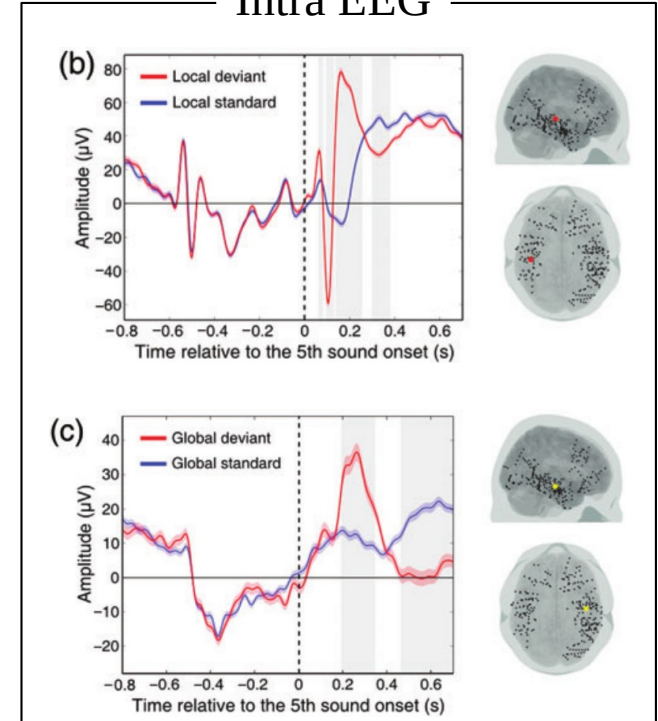 Intra EEG
(b)
Local deviant
Local standard
Amplitude (µV)
80
60
40
20
0
−20
−40
−60
−0.8 −0.6 −0.4 −0.2 0 0.2 0.4 0.6
Time relative to the 5th sound onset (s)
(c)
Global deviant
Global standard
Amplitude (µV)
40
30
20
10
0
−10
−20
−0.8 −0.6 −0.4 −0.2 0 0.2 0.4 0.6
Time relative to the 5th sound onset (s)